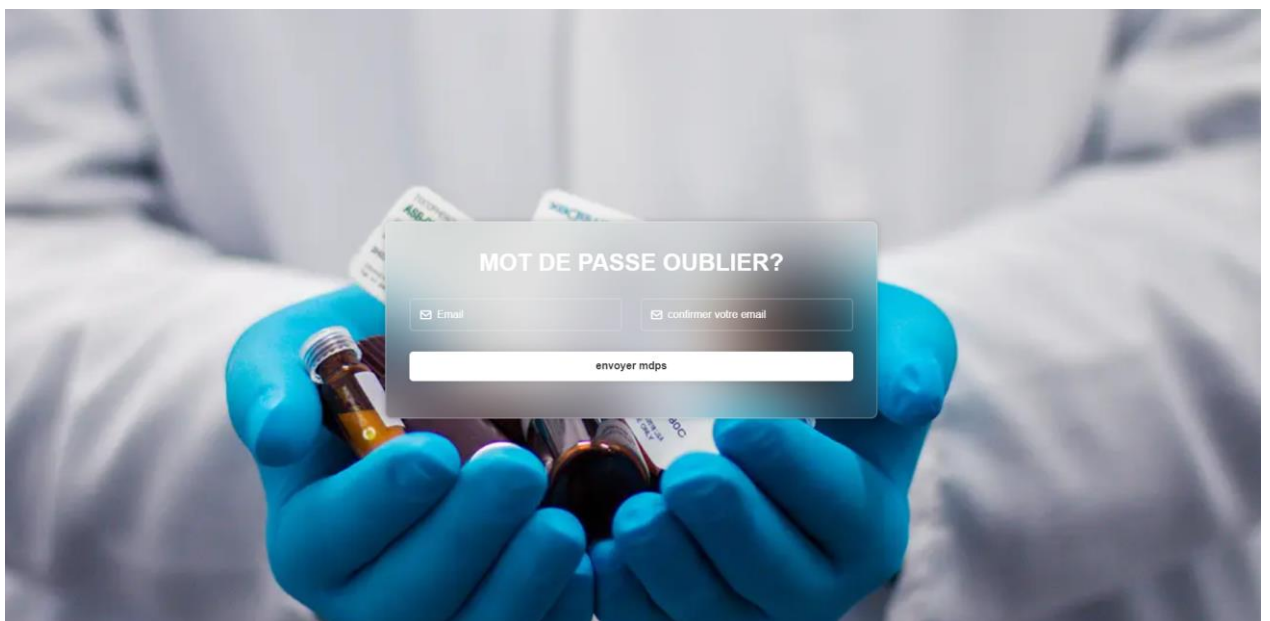 MOT DE PASSE OUBLIER?
Email
confirmer votre email
envoyer mdps